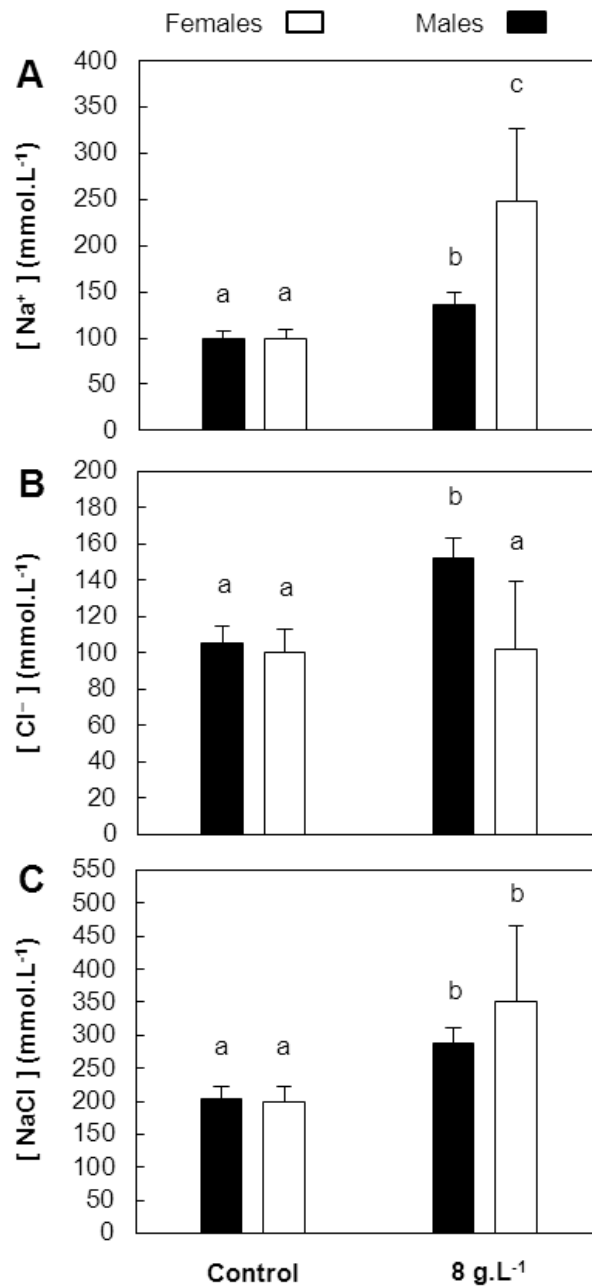 Females Males
A
[ Na⁺ ] (mmol.L⁻¹)
400
350
300
250
200
150
100
50
0
a a b c
B
[ Cl⁻ ] (mmol.L⁻¹)
200
180
160
140
120
100
80
60
40
20
0
a a b a
C
[ NaCl ] (mmol.L⁻¹)
550
500
450
400
350
300
250
200
150
100
50
0
a a b b
Control 8 g.L⁻¹